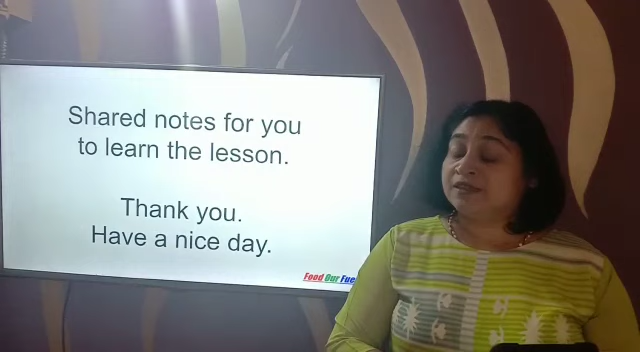 Shared notes for you
to learn the lesson.
Thank you.
Have a nice day.
Food Our Fue